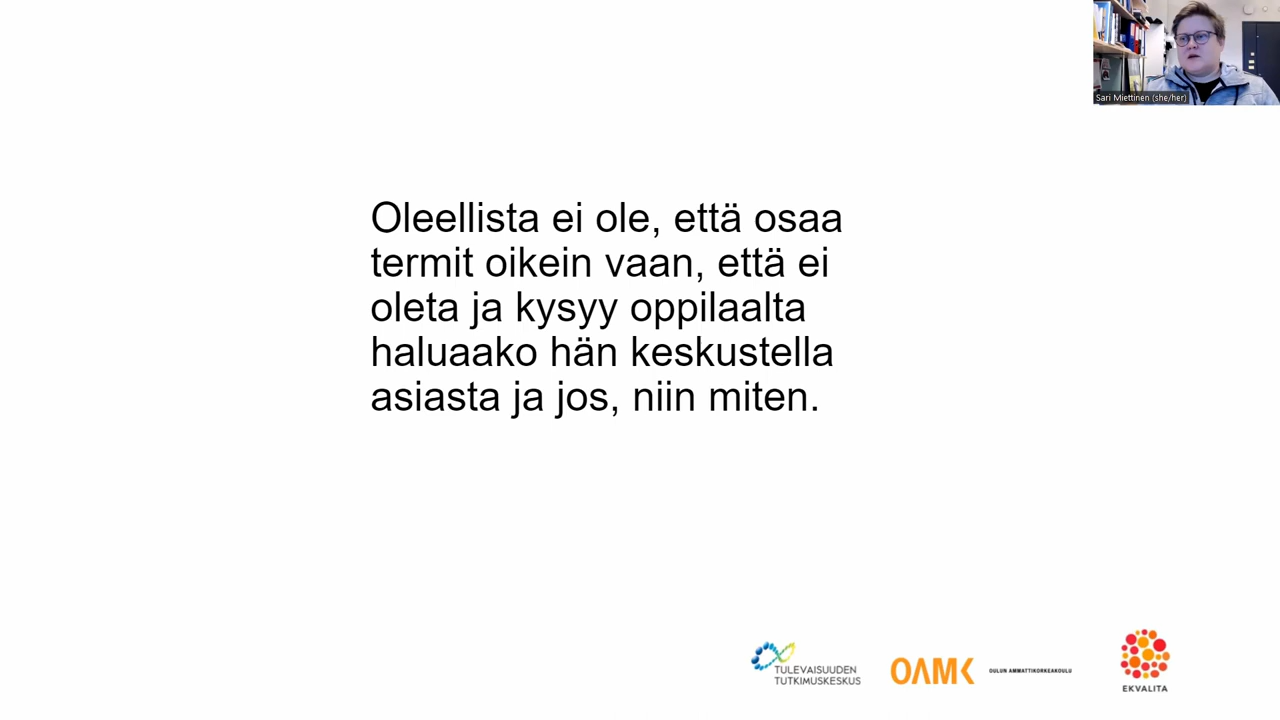 Sari Miettinen (she/her)
Oleellista ei ole, että osaa
termit oikein vaan, että ei
oleta ja kysyy oppilaalta
haluaako hän keskustella
asiasta ja jos, niin miten.
TULEVAISUUDEN
TUTKIMUSKESKUS
OAMK
OULUN AMMATTIKORKEAKOULU
EKVALITA